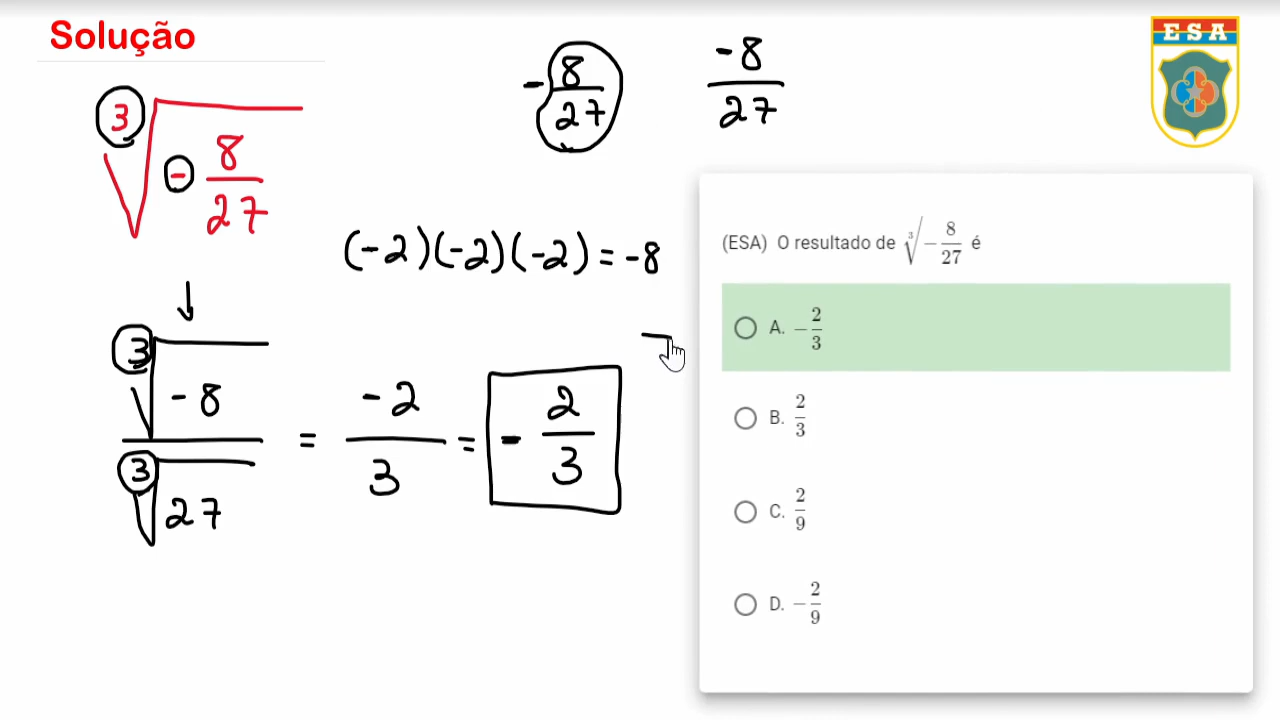 Solução
ESA
∛(-8/27)
-8/27
-8/27
(-2)(-2)(-2)=-8
∛-8/∛27 = -2/3 = -2/3
(ESA) O resultado de ∛(-8/27) é
A. -2/3
B. 2/3
C. 2/9
D. -2/9